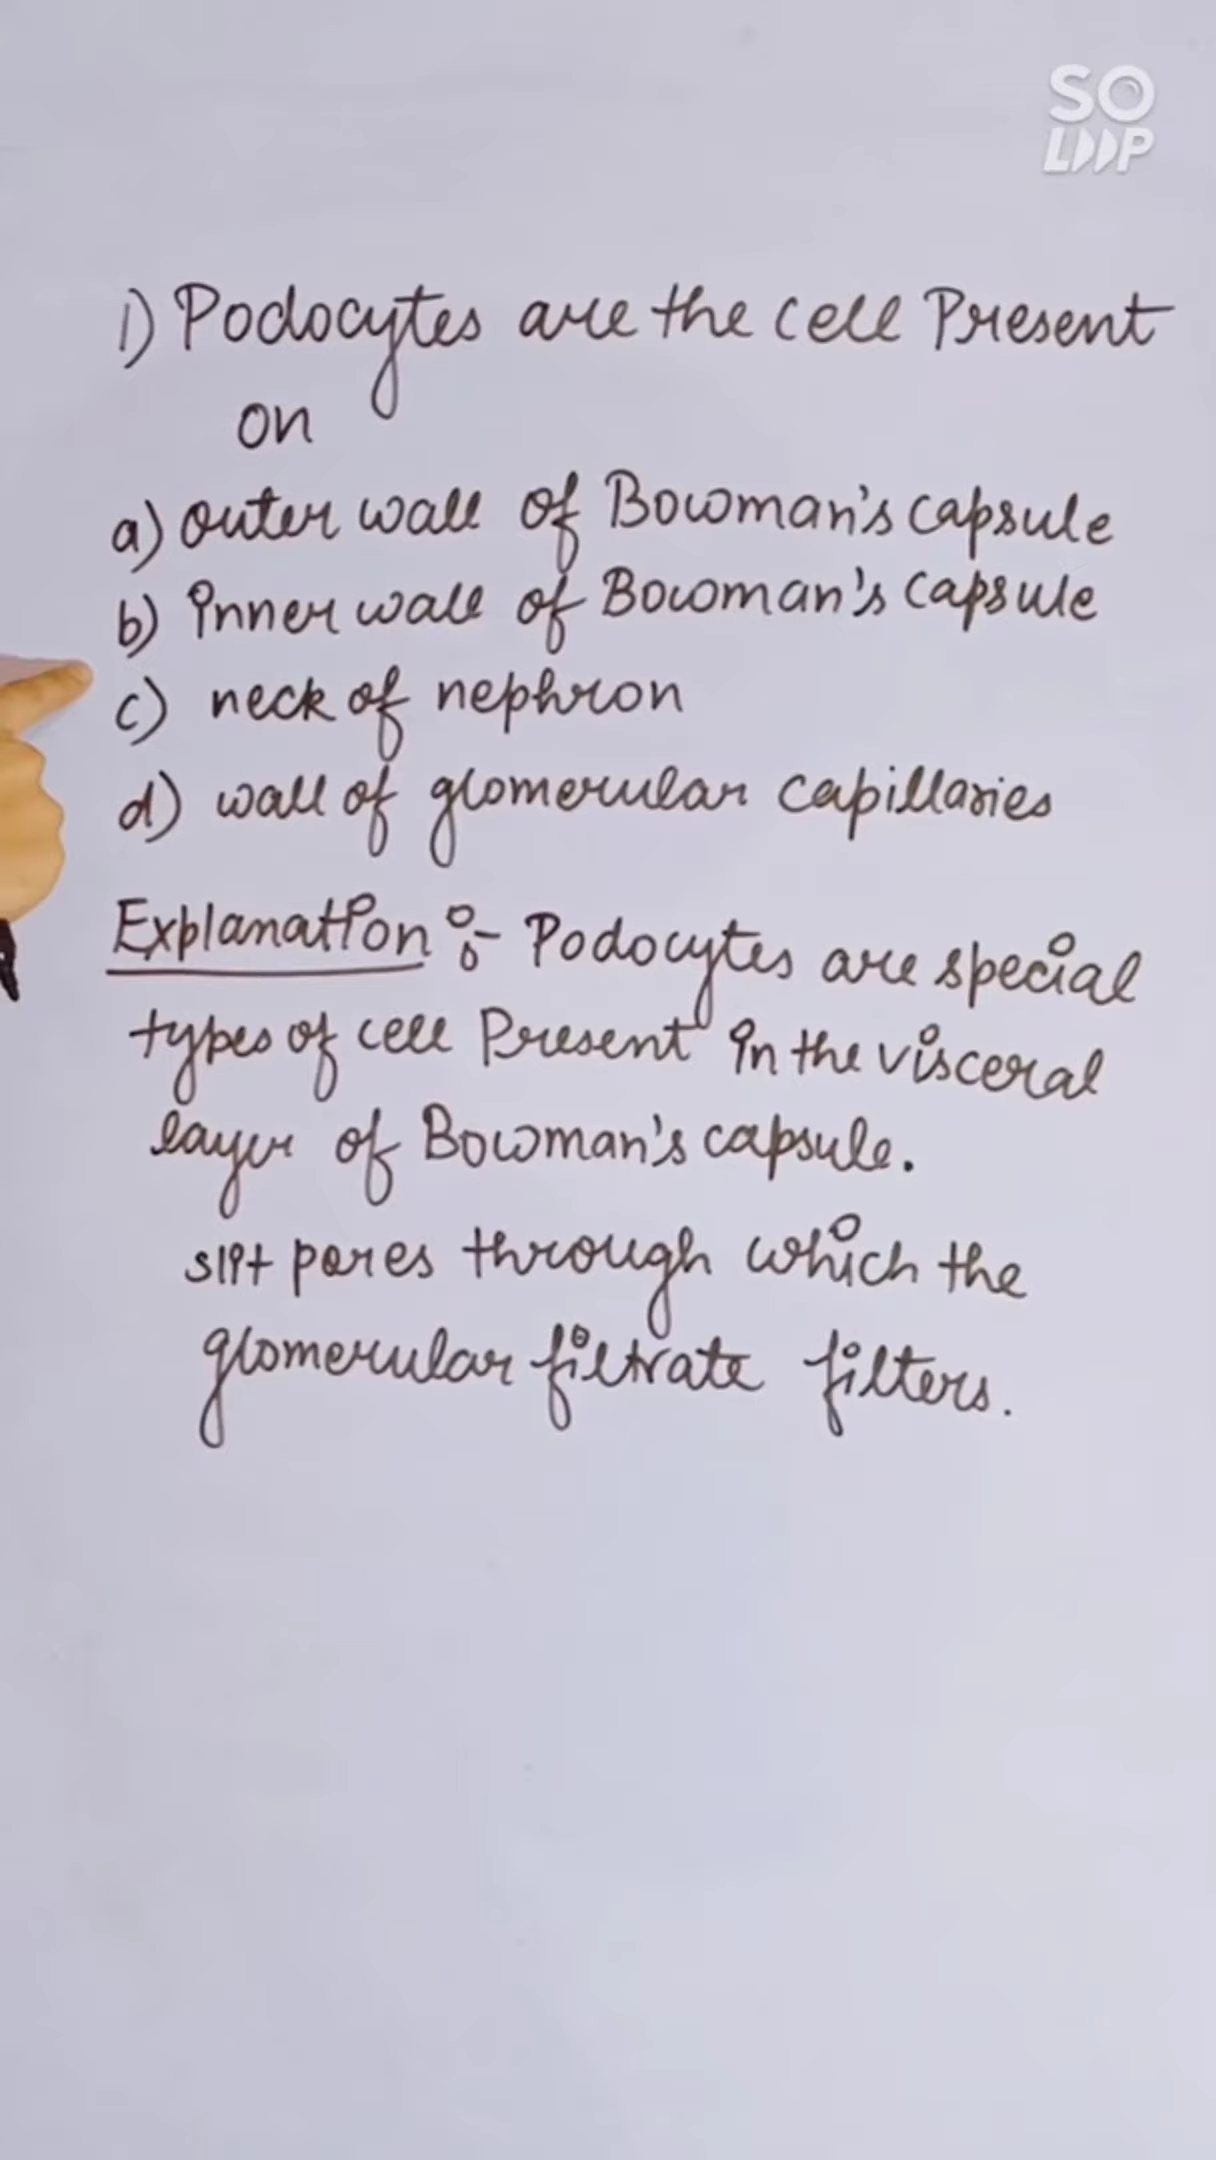 SO
LOOP
1) Podocytes are the cell Present
on
a) outer wall of Bowman's capsule
b) inner wall of Bowman's capsule
c) neck of nephron
d) wall of glomerular capillaries
Explanation :- Podocytes are special
types of cell Present in the visceral
layer of Bowman's capsule.
slit pores through which the
glomerular filtrate filters.